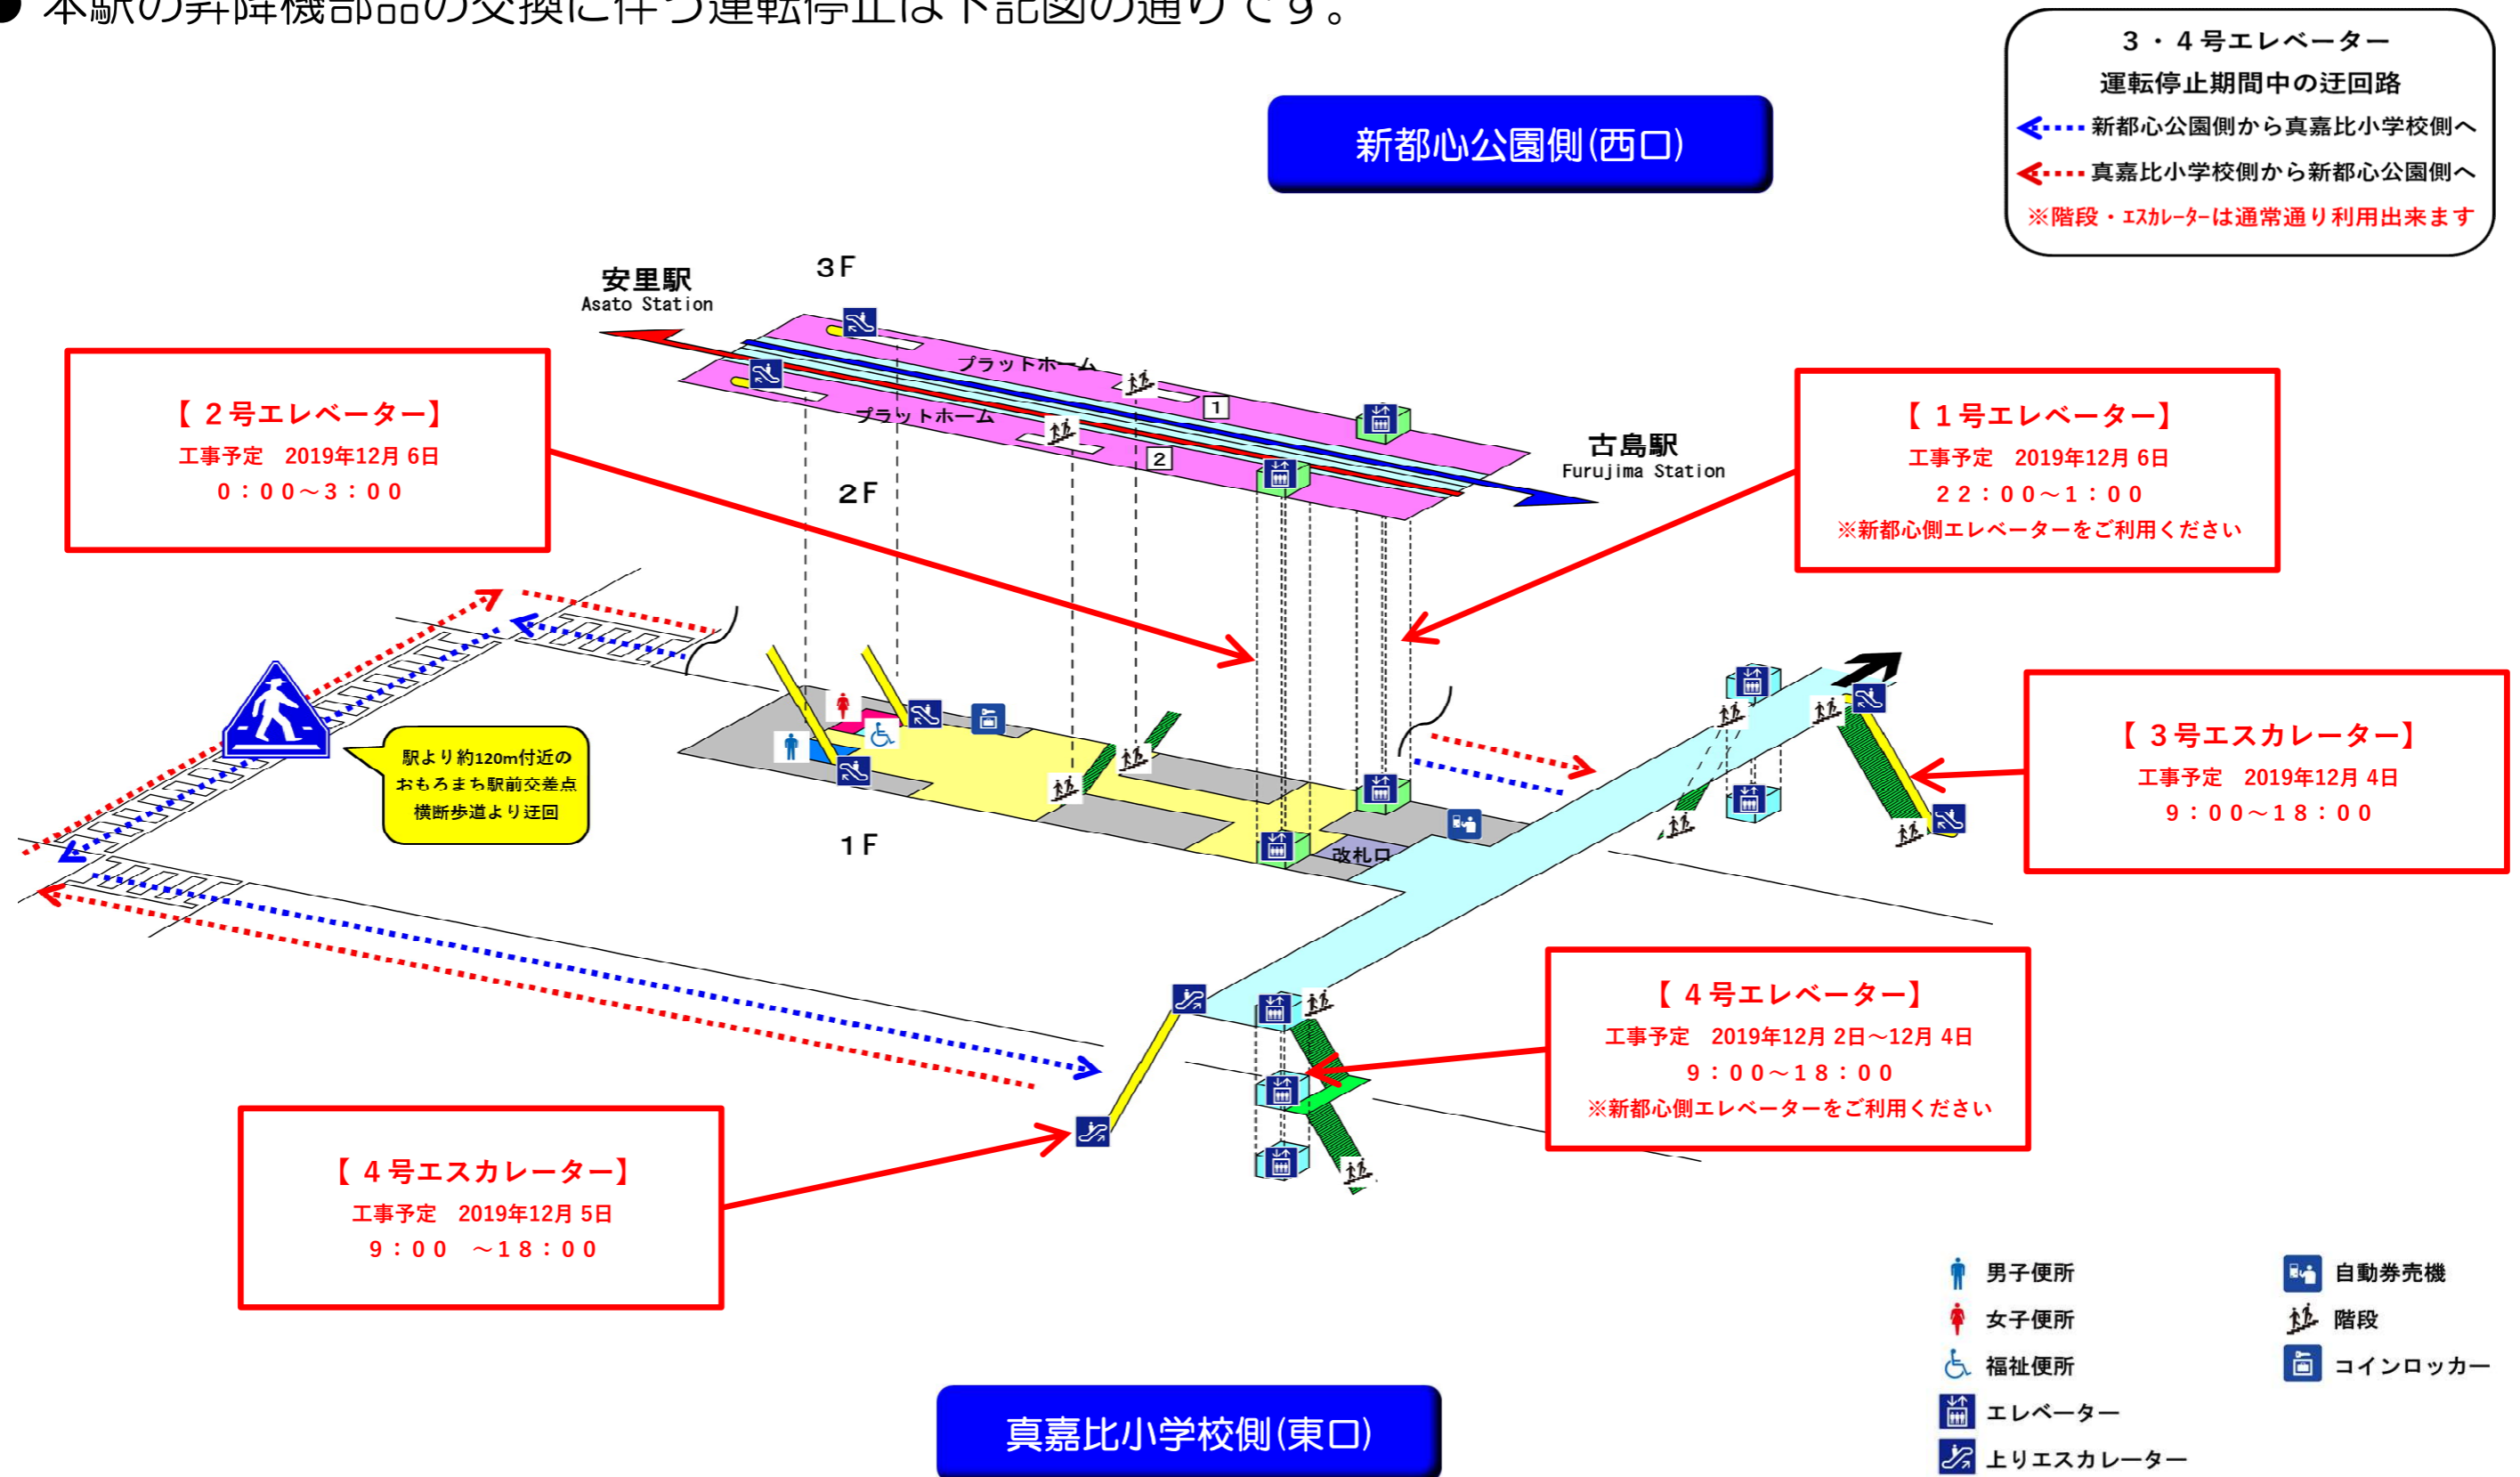 ● 本駅の昇降機部品の交換に伴う運転停止は下記図の通りです。
３・４号エレベーター
運転停止期間中の迂回路
新都心公園側から真嘉比小学校側へ
真嘉比小学校側から新都心公園側へ
※階段・ｴｽｶﾚｰﾀｰは通常通り利用出来ます
新都心公園側(西口)
3F
安里駅
Asato Station
プラットホーム
1
プラットホーム
2
古島駅
Furujima Station
2F
【 ２号エレベーター】
工事予定　2019年12月 6日
０：００～３：００
【 １号エレベーター】
工事予定　2019年12月 6日
２２：００～１：００
※新都心側エレベーターをご利用ください
【 ３号エスカレーター】
工事予定　2019年12月 4日
９：００～１８：００
駅より約120m付近の
おもろまち駅前交差点
横断歩道より迂回
1F
改札口
【 ４号エレベーター】
工事予定　2019年12月 2日～12月 4日
９：００～１８：００
※新都心側エレベーターをご利用ください
【 ４号エスカレーター】
工事予定　2019年12月 5日
９：００　～１８：００
真嘉比小学校側(東口)
男子便所
女子便所
福祉便所
エレベーター
上りエスカレーター
自動券売機
階段
コインロッカー